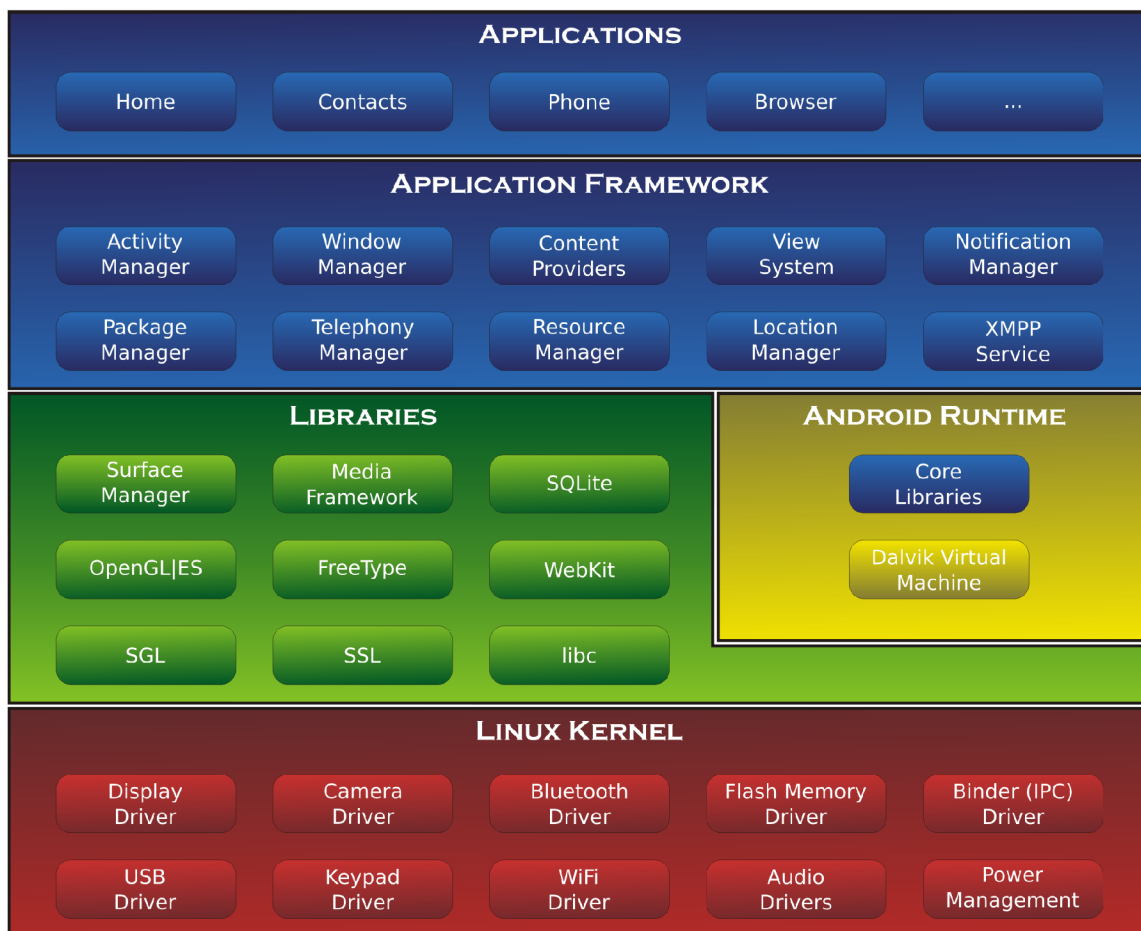 APPLICATIONS
Home
Contacts
Phone
Browser
...
APPLICATION FRAMEWORK
Activity
Manager
Window
Manager
Content
Providers
View
System
Notification
Manager
Package
Manager
Telephony
Manager
Resource
Manager
Location
Manager
XMPP
Service
LIBRARIES
Surface
Manager
Media
Framework
SQLite
OpenGL|ES
FreeType
WebKit
SGL
SSL
libc
ANDROID RUNTIME
Core
Libraries
Dalvik Virtual
Machine
LINUX KERNEL
Display
Driver
Camera
Driver
Bluetooth
Driver
Flash Memory
Driver
Binder (IPC)
Driver
USB
Driver
Keypad
Driver
WiFi
Driver
Audio
Drivers
Power
Management